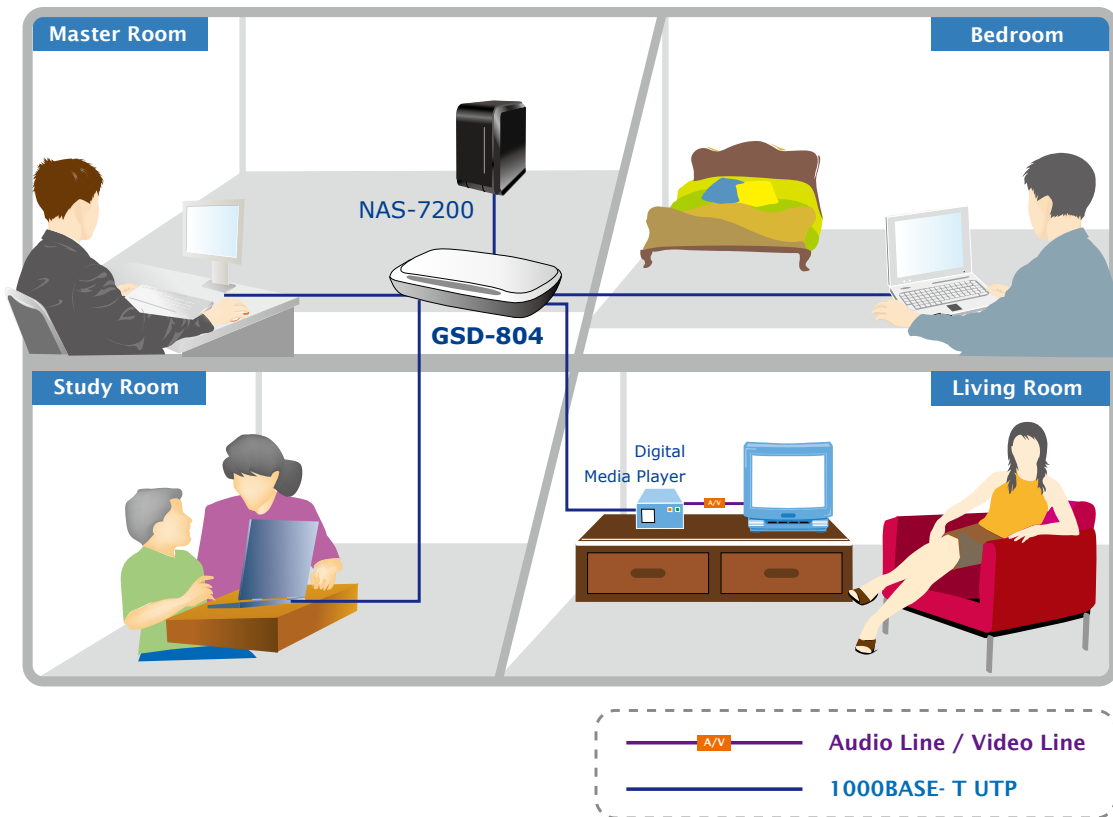 Master Room
Bedroom
NAS-7200
GSD-804
Study Room
Living Room
Digital
Media Player
A/V
A/V
Audio Line / Video Line
1000BASE- T UTP